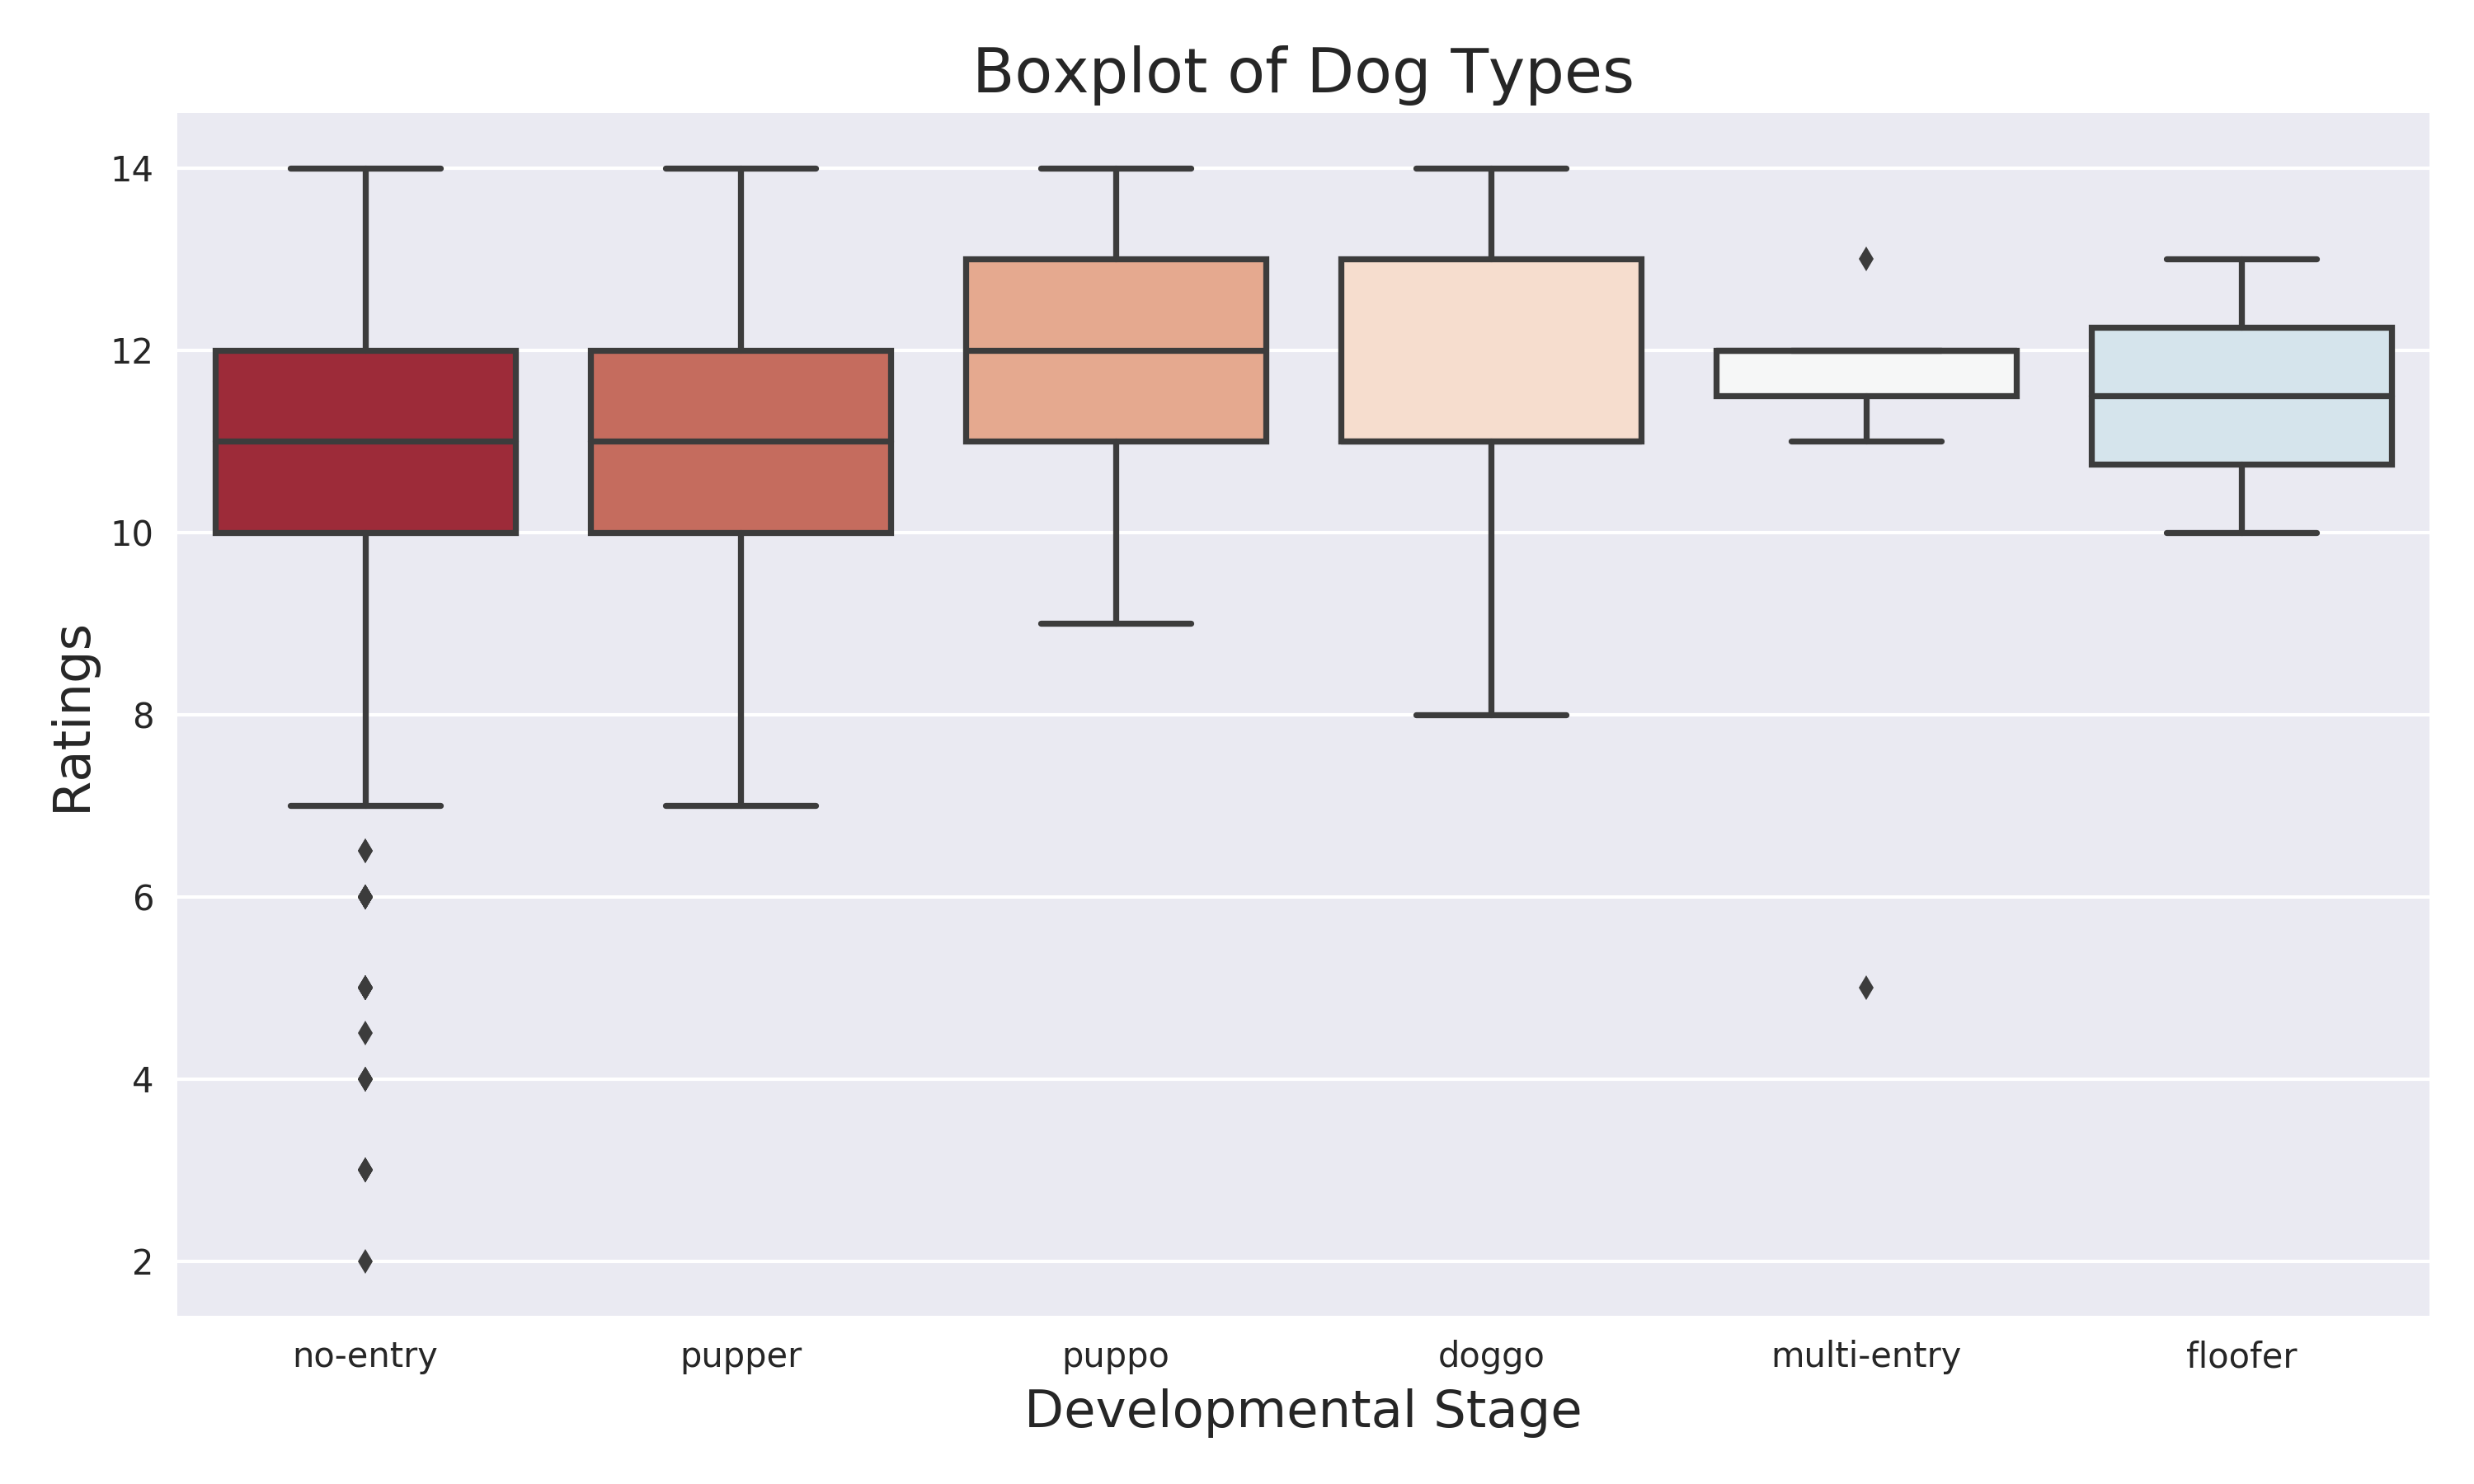 Boxplot of Dog Types
14
12
10
8
6
4
2
Ratings
no-entry pupper puppo doggo multi-entry floofer
Developmental Stage